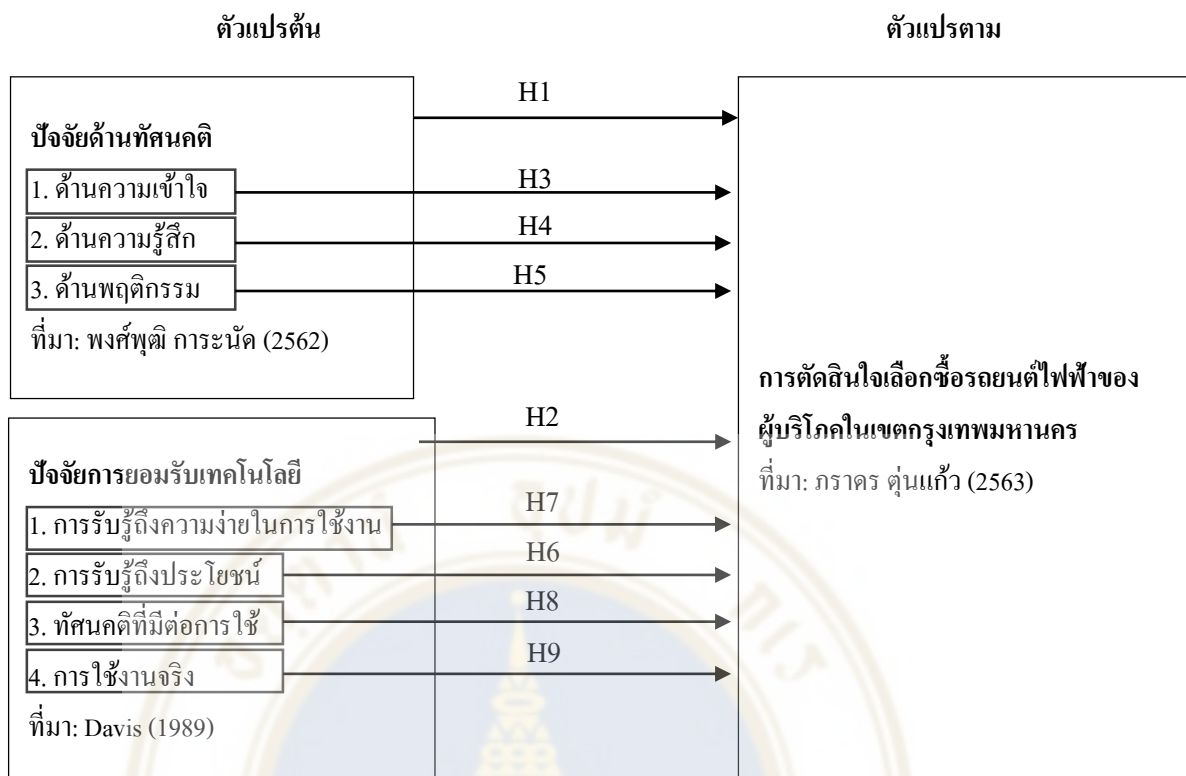 ตัวแปรต้น
ตัวแปรตาม
H1
ปัจจัยด้านทัศนคติ
1. ด้านความเข้าใจ
H3
2. ด้านความรู้สึก
H4
3. ด้านพฤติกรรม
H5
ที่มา: พงศ์พุฒิ การะนัด (2562)
การตัดสินใจเลือกซื้อรถยนต์ไฟฟ้าของ
ผู้บริโภคในเขตกรุงเทพมหานคร
ที่มา: ภราดร ตุ่นแก้ว (2563)
H2
ปัจจัยการยอมรับเทคโนโลยี
1. การรับรู้ถึงความง่ายในการใช้งาน
H7
2. การรับรู้ถึงประโยชน์
H6
3. ทัศนคติที่มีต่อการใช้
H8
4. การใช้งานจริง
H9
ที่มา: Davis (1989)